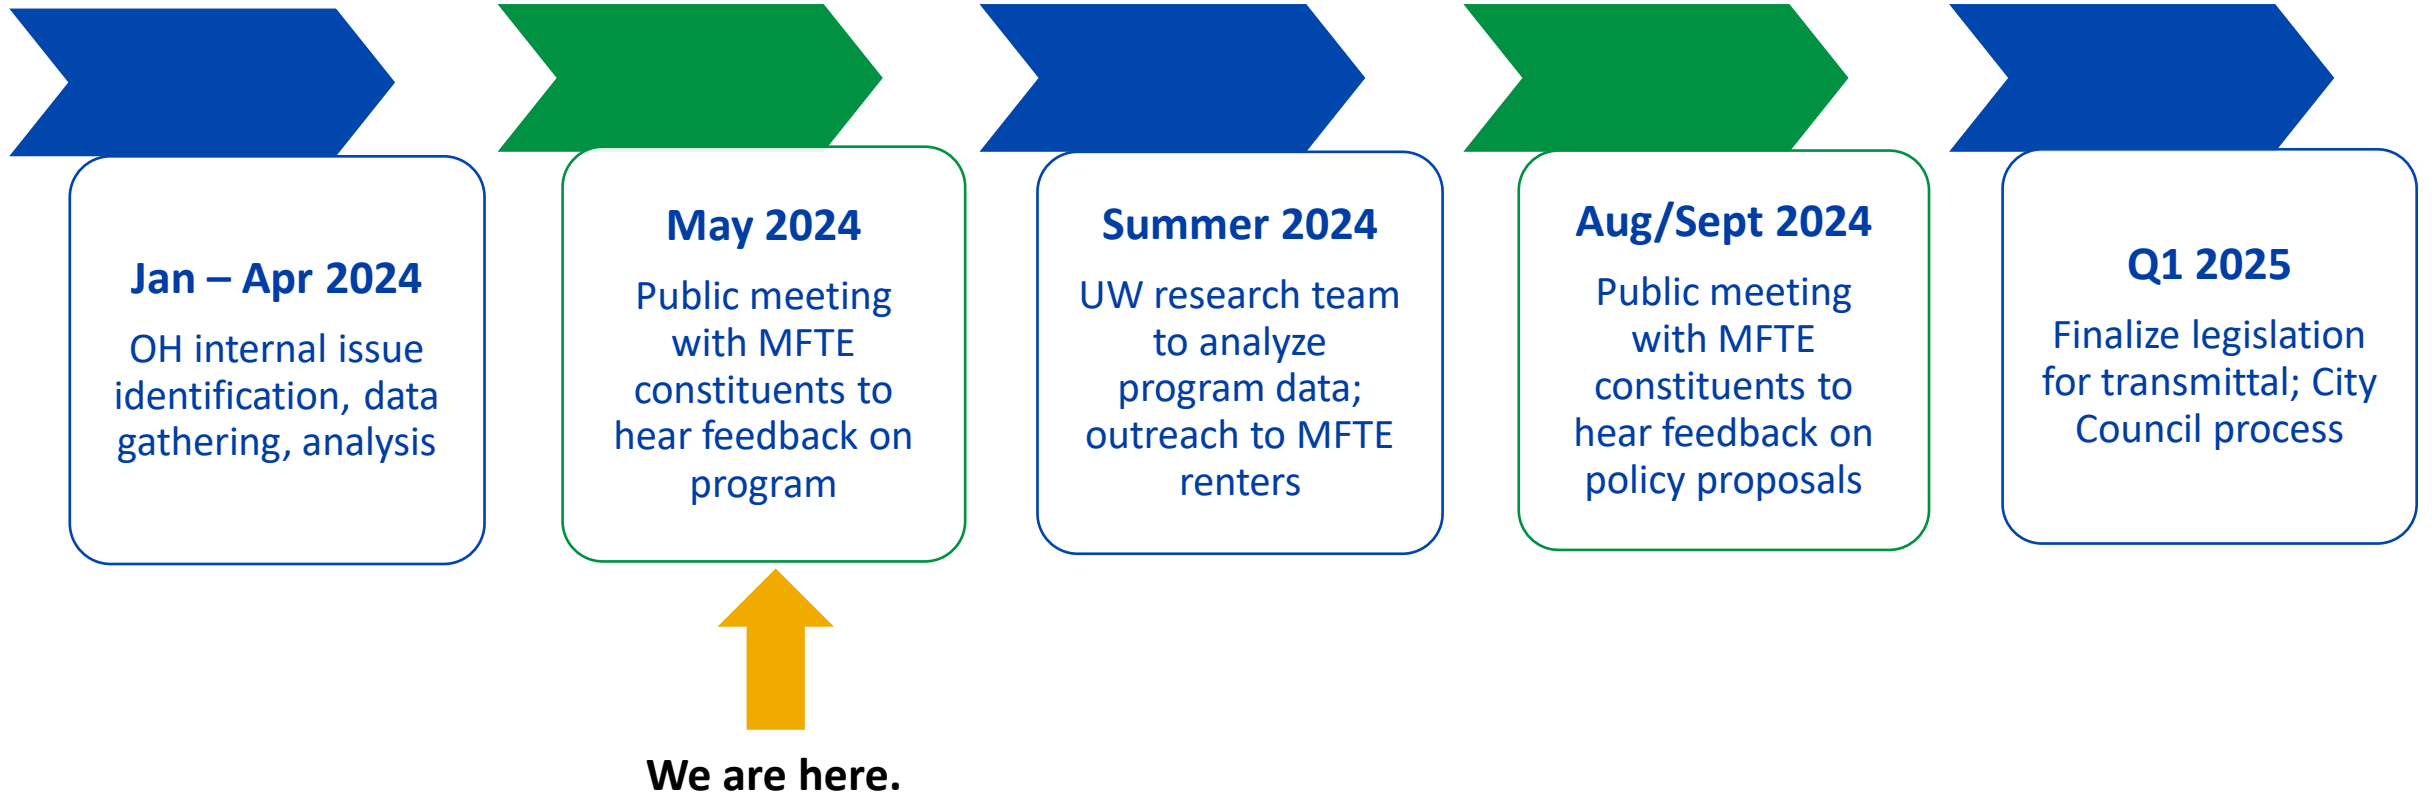 Jan – Apr 2024
OH internal issue
identification, data
gathering, analysis
May 2024
Public meeting
with MFTE
constituents to
hear feedback on
program
Summer 2024
UW research team
to analyze
program data;
outreach to MFTE
renters
Aug/Sept 2024
Public meeting
with MFTE
constituents to
hear feedback on
policy proposals
Q1 2025
Finalize legislation
for transmittal; City
Council process
We are here.